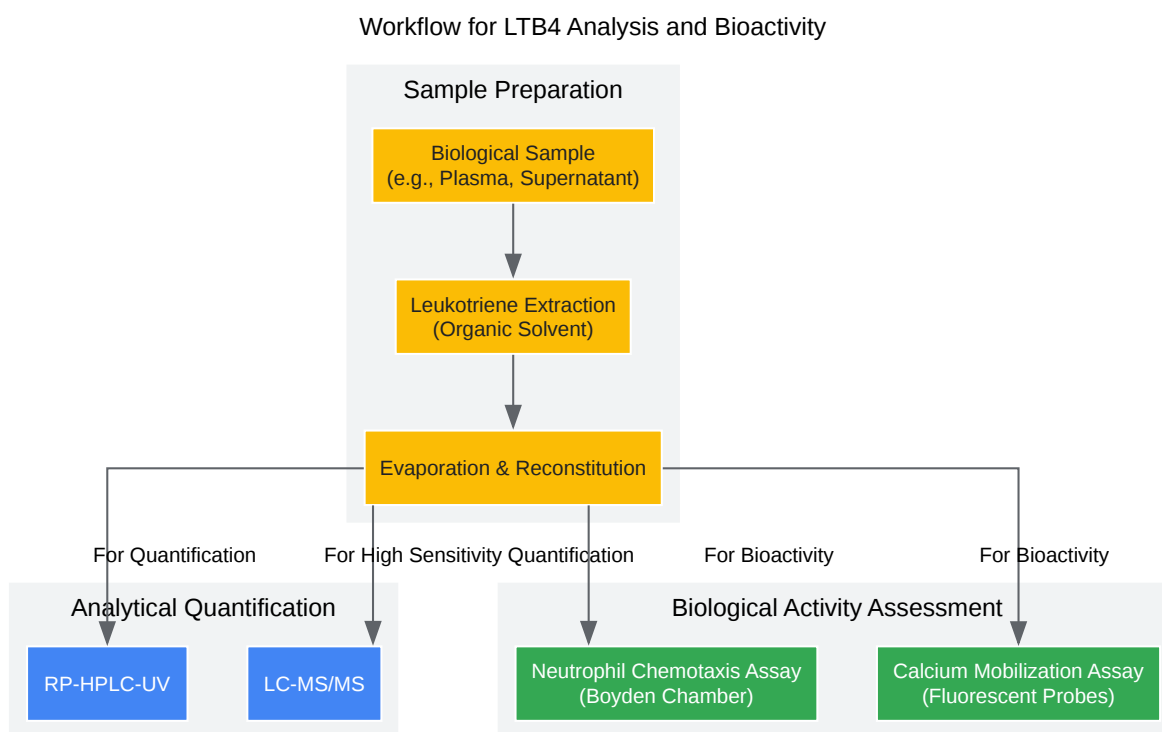 Workflow for LTB4 Analysis and Bioactivity
Sample Preparation
Biological Sample
(e.g., Plasma, Supernatant)
Leukotriene Extraction
(Organic Solvent)
Evaporation & Reconstitution
For Quantification
For High Sensitivity Quantification
For Bioactivity
For Bioactivity
Analytical Quantification
Biological Activity Assessment
RP-HPLC-UV
LC-MS/MS
Neutrophil Chemotaxis Assay
(Boyden Chamber)
Calcium Mobilization Assay
(Fluorescent Probes)